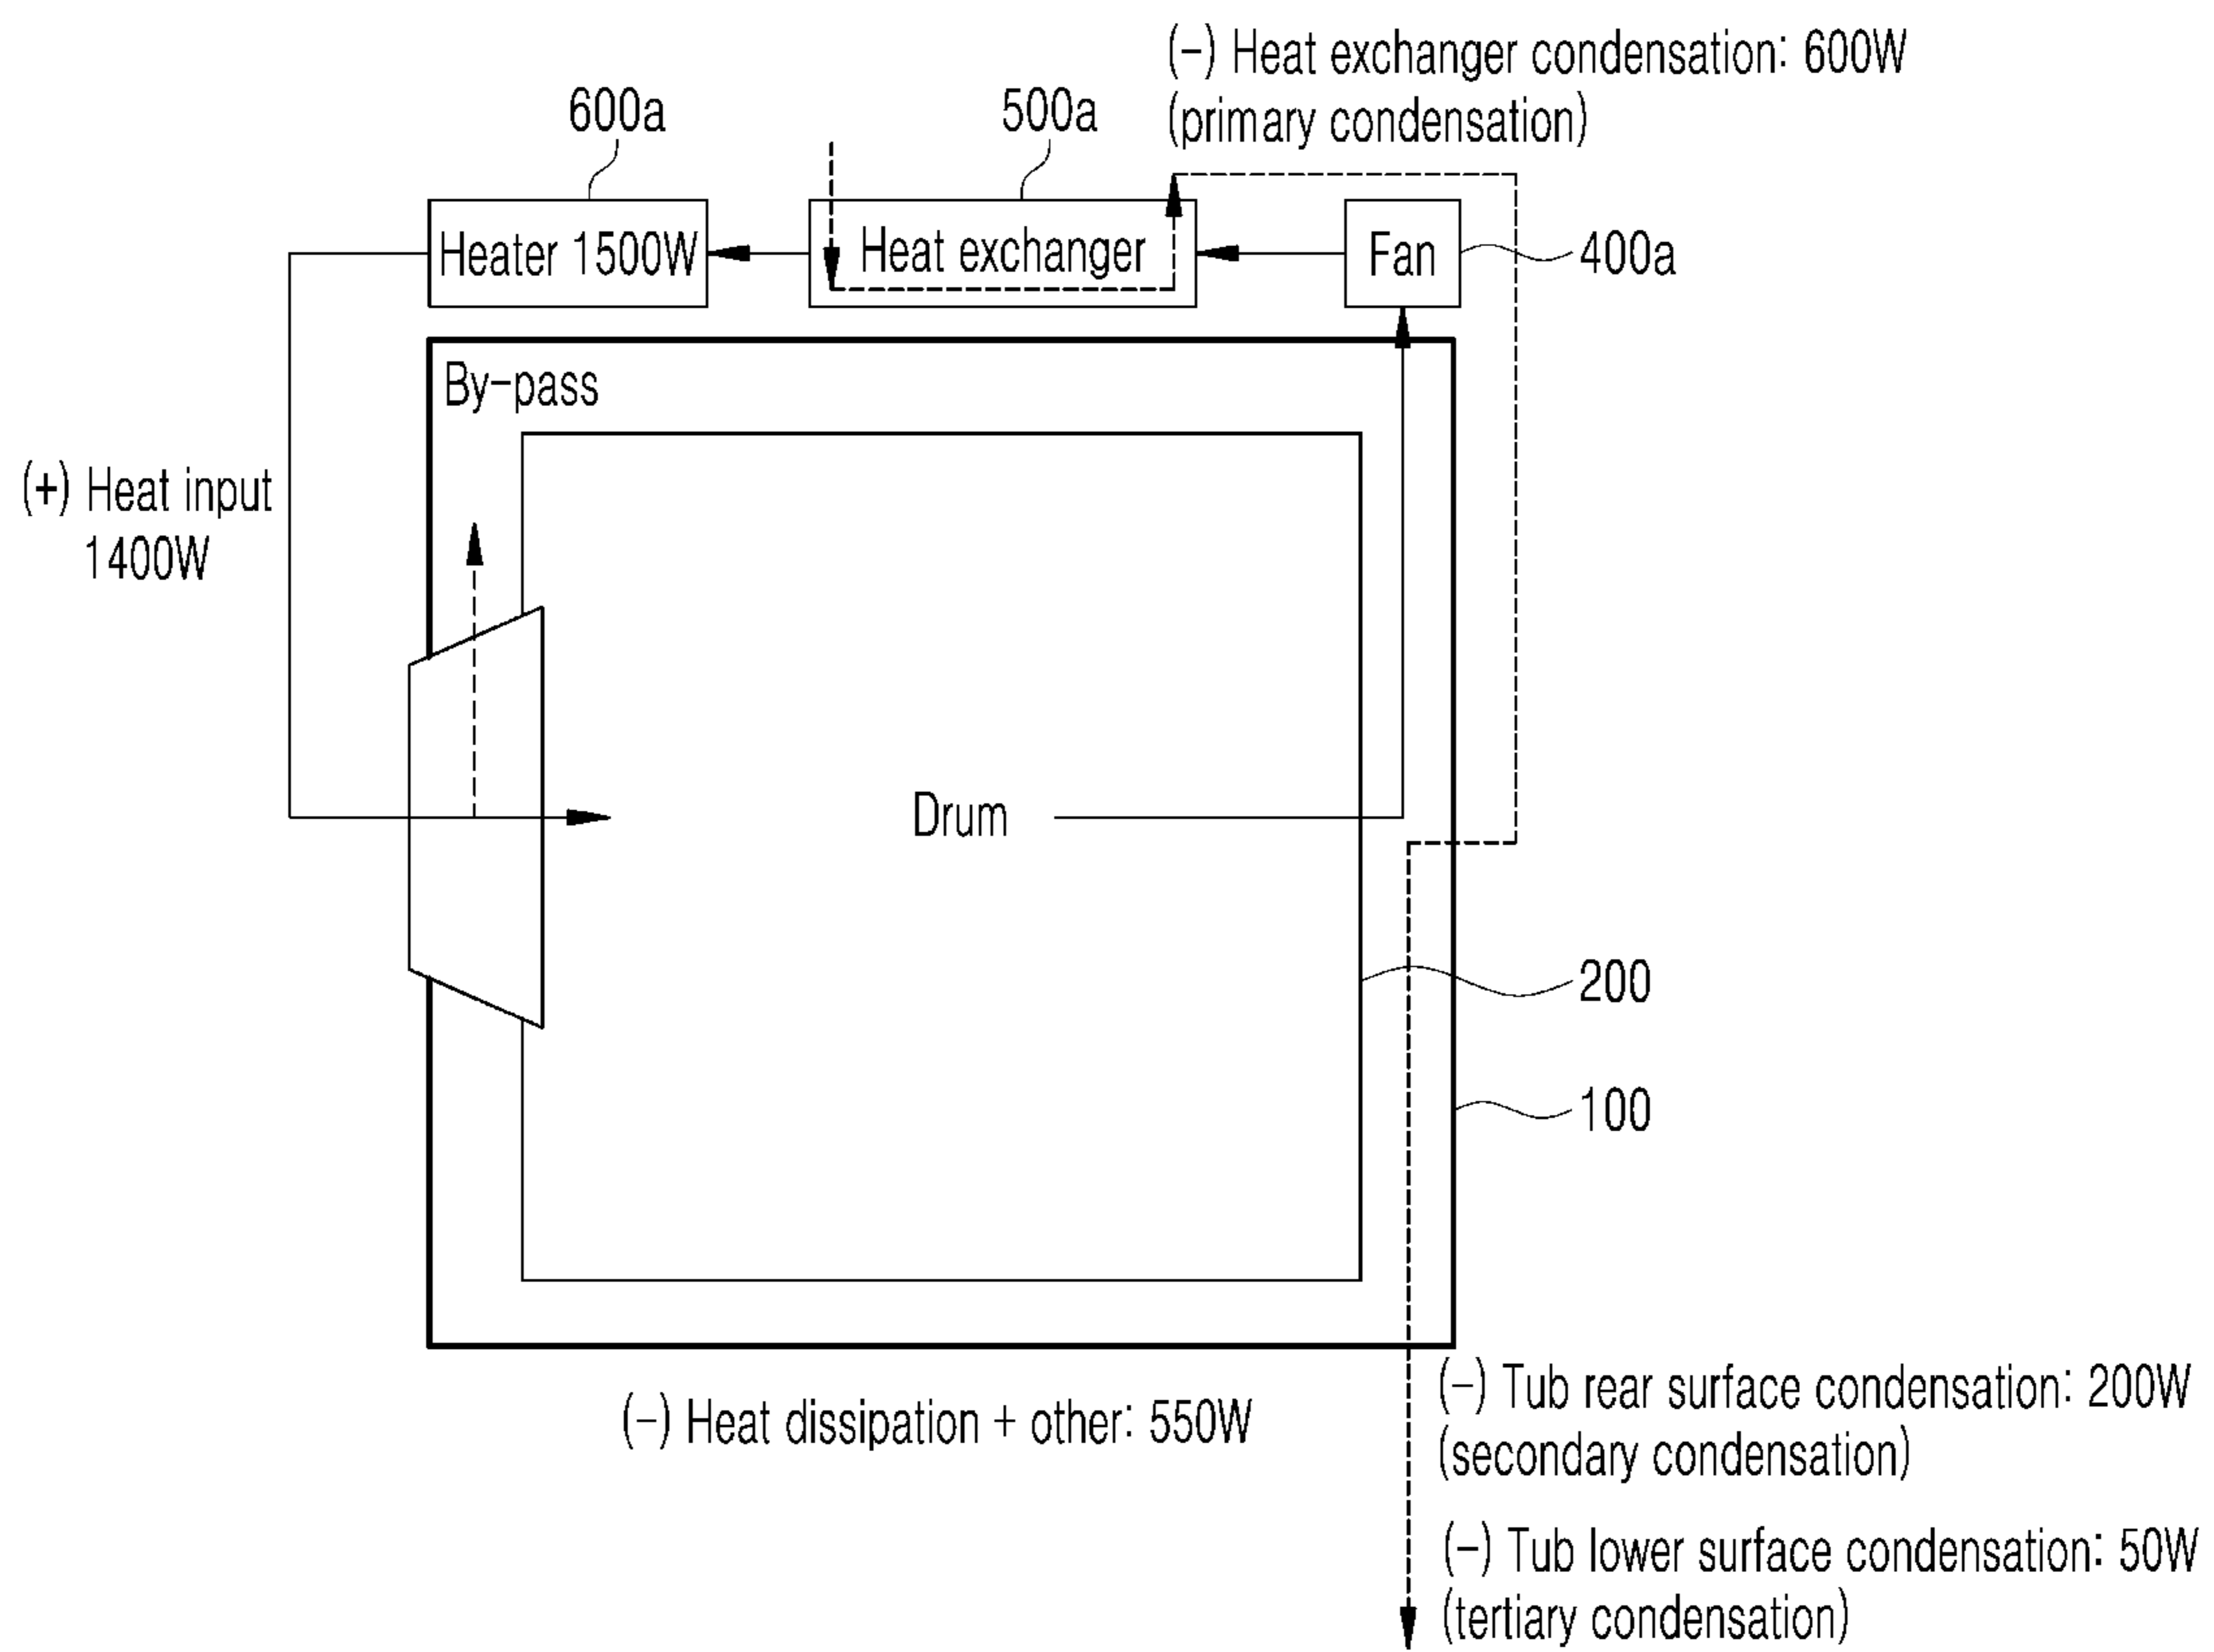 (-) Heat exchanger condensation: 600W
(primary condensation)
600a
500a
Heater 1500W
Heat exchanger
Fan
400a
By-pass
(+) Heat input
1400W
Drum
200
100
(-) Heat dissipation + other: 550W
(-) Tub rear surface condensation: 200W
(secondary condensation)
(-) Tub lower surface condensation: 50W
(tertiary condensation)